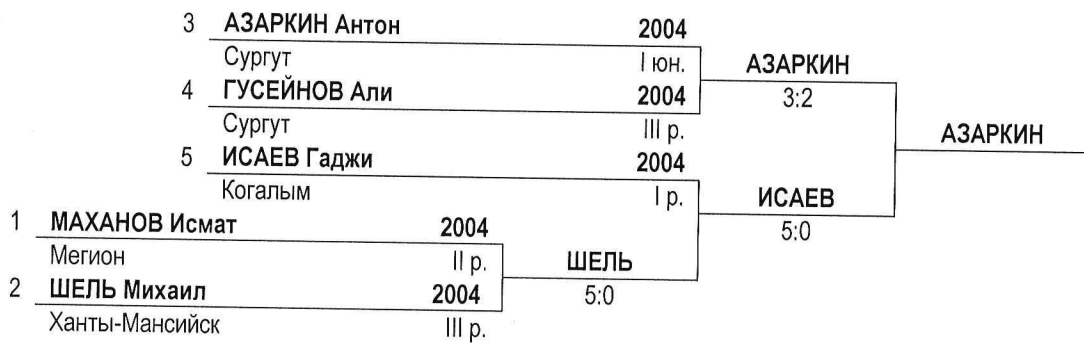 3 АЗАРКИН Антон 2004
Сургут I юн.
АЗАРКИН
3:2
4 ГУСЕЙНОВ Али 2004
Сургут III р.
АЗАРКИН
5 ИСАЕВ Гаджи 2004
Когалым I р.
ИСАЕВ
5:0
1 МАХАНОВ Исмат 2004
Мегион II р.
ШЕЛЬ
5:0
2 ШЕЛЬ Михаил 2004
Ханты-Мансийск III р.